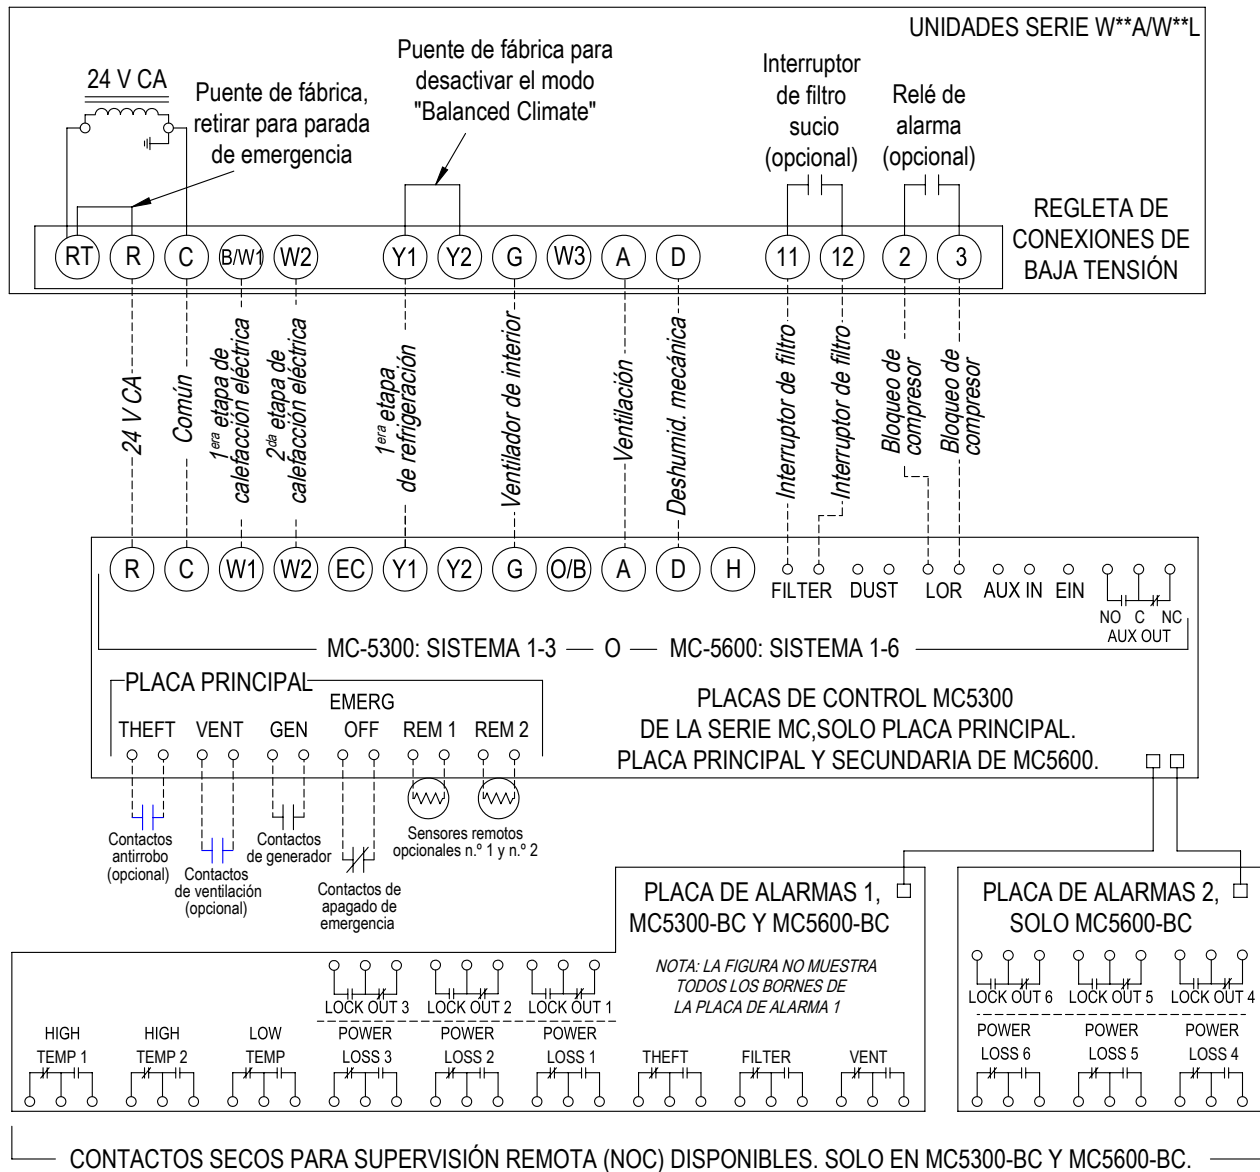 UNIDADES SERIE W**A/W**L
24 V CA
Puente de fábrica,
retirar para parada
de emergencia
Puente de fábrica para
desactivar el modo
"Balanced Climate"
Interruptor
de filtro
sucio
(opcional)
Relé de
alarma
(opcional)
REGLETA DE
CONEXIONES DE
BAJA TENSIÓN
RT R C B/W1 W2 Y1 Y2 G W3 A D 11 12 2 3
24 V CA
Común
1era etapa de
calefacción eléctrica
2da etapa de
calefacción eléctrica
1era etapa
de refrigeración
Ventilador de interior
Ventilación
Deshumid. mecánica
Interruptor de filtro
Interruptor de filtro
Bloqueo de
compresor
Bloqueo de
compresor
R C W1 W2 EC Y1 Y2 G O/B A D H
FILTER DUST LOR AUX IN EIN
NO C NC
AUX OUT
MC-5300: SISTEMA 1-3 O MC-5600: SISTEMA 1-6
PLACA PRINCIPAL
EMERG
THEFT VENT GEN OFF REM 1 REM 2
PLACAS DE CONTROL MC5300
DE LA SERIE MC,SOLO PLACA PRINCIPAL.
PLACA PRINCIPAL Y SECUNDARIA DE MC5600.
Contactos
antirrobo
(opcional)
Contactos
de ventilación
(opcional)
Contactos
de generador
Contactos de
apagado de
emergencia
Sensores remotos
opcionales n.º 1 y n.º 2
PLACA DE ALARMAS 1,
MC5300-BC Y MC5600-BC
NOTA: LA FIGURA NO MUESTRA
TODOS LOS BORNES DE
LA PLACA DE ALARMA 1
PLACA DE ALARMAS 2,
SOLO MC5600-BC
LOCK OUT 3 LOCK OUT 2 LOCK OUT 1
LOCK OUT 6 LOCK OUT 5 LOCK OUT 4
HIGH
TEMP 1
HIGH
TEMP 2
LOW
TEMP
POWER
LOSS 3
POWER
LOSS 2
POWER
LOSS 1
THEFT
FILTER
VENT
POWER
LOSS 6
POWER
LOSS 5
POWER
LOSS 4
CONTACTOS SECOS PARA SUPERVISIÓN REMOTA (NOC) DISPONIBLES. SOLO EN MC5300-BC Y MC5600-BC.